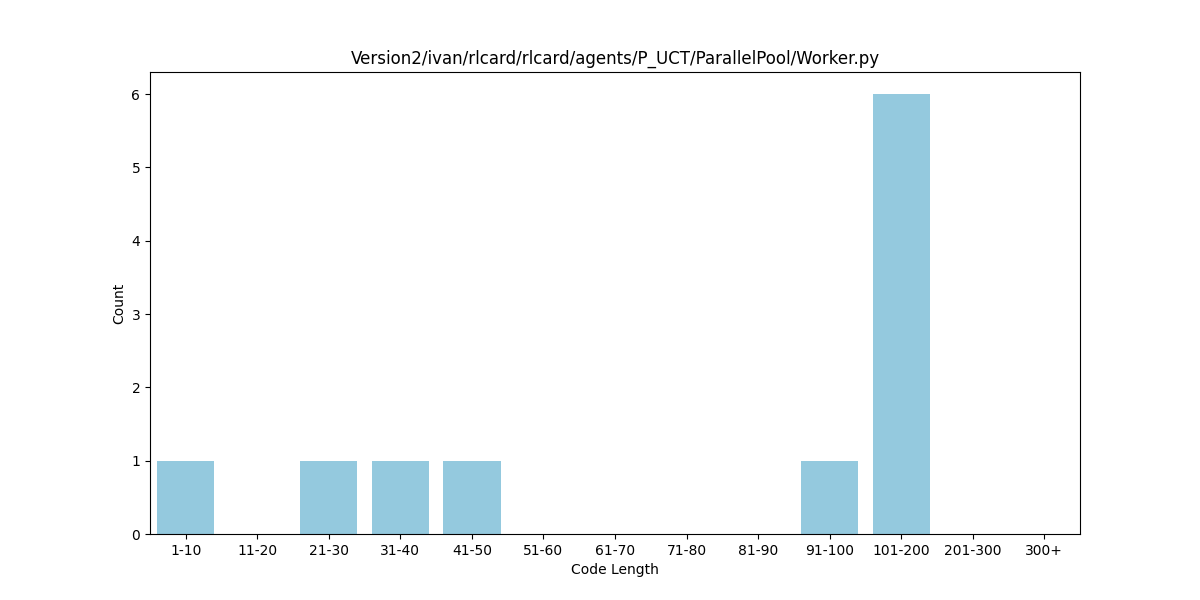 Version2/ivan/rlcard/rlcard/agents/P_UCT/ParallelPool/Worker.py
6
5
4
3
2
1
0
Count
1-10 11-20 21-30 31-40 41-50 51-60 61-70 71-80 81-90 91-100 101-200 201-300 300+
Code Length